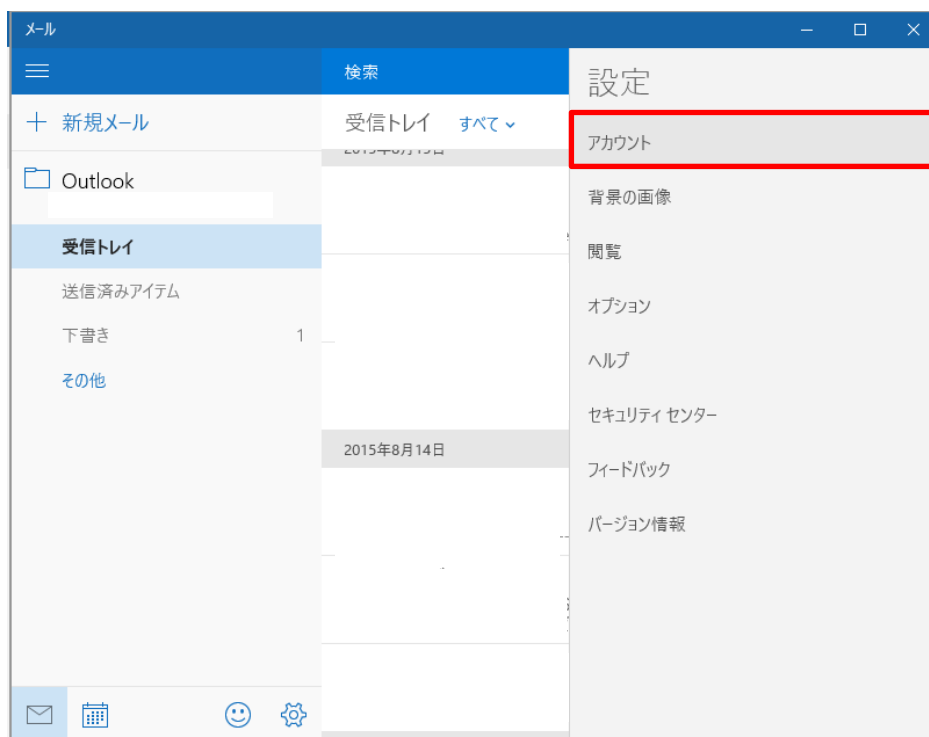 メール
検索
+ 新規メール
受信トレイ すべて
Outlook
受信トレイ
送信済みアイテム
下書き 1
その他
2015年8月14日
設定
アカウント
背景の画像
閲覧
オプション
ヘルプ
セキュリティ センター
フィードバック
バージョン情報